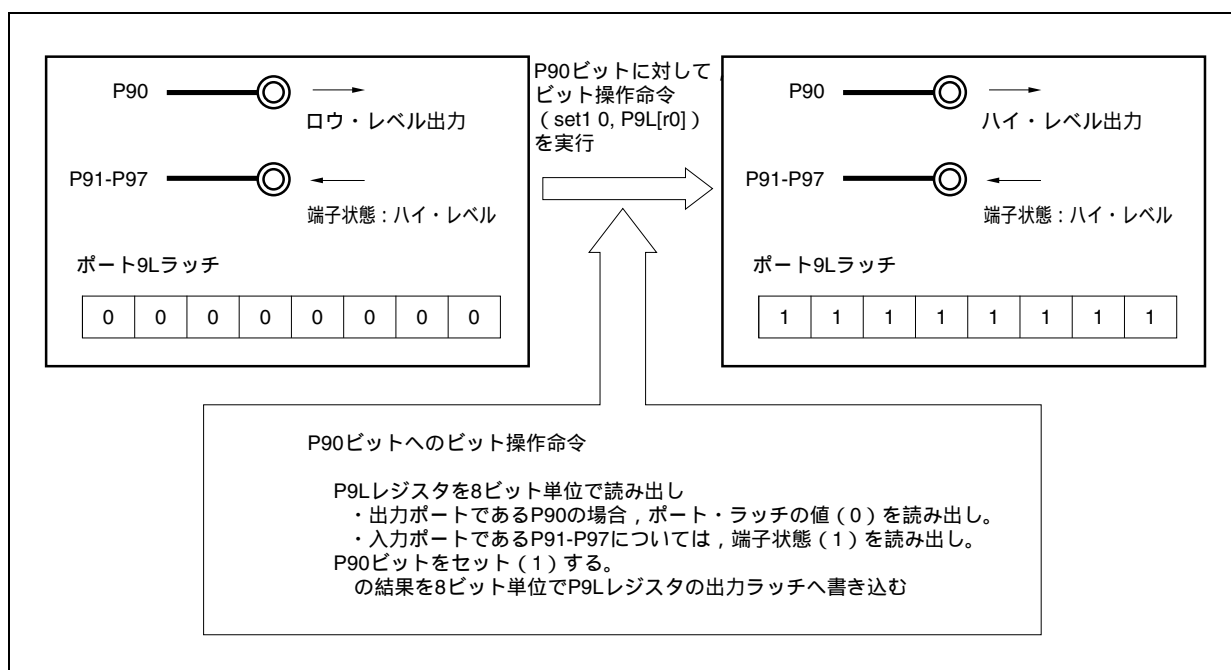 P90
ロウ・レベル出力
P91-P97
端子状態：ハイ・レベル
ポート9Lラッチ
0 0 0 0 0 0 0 0
P90ビットに対して，
ビット操作命令
（set1 0, P9L[r0]）
を実行
P90
ハイ・レベル出力
P91-P97
端子状態：ハイ・レベル
ポート9Lラッチ
1 1 1 1 1 1 1 1
P90ビットへのビット操作命令
P9Lレジスタを8ビット単位で読み出し
・出力ポートであるP90の場合，ポート・ラッチの値（0）を読み出し。
・入力ポートであるP91-P97については，端子状態（1）を読み出し。
P90ビットをセット（1）する。
の結果を8ビット単位でP9Lレジスタの出力ラッチへ書き込む